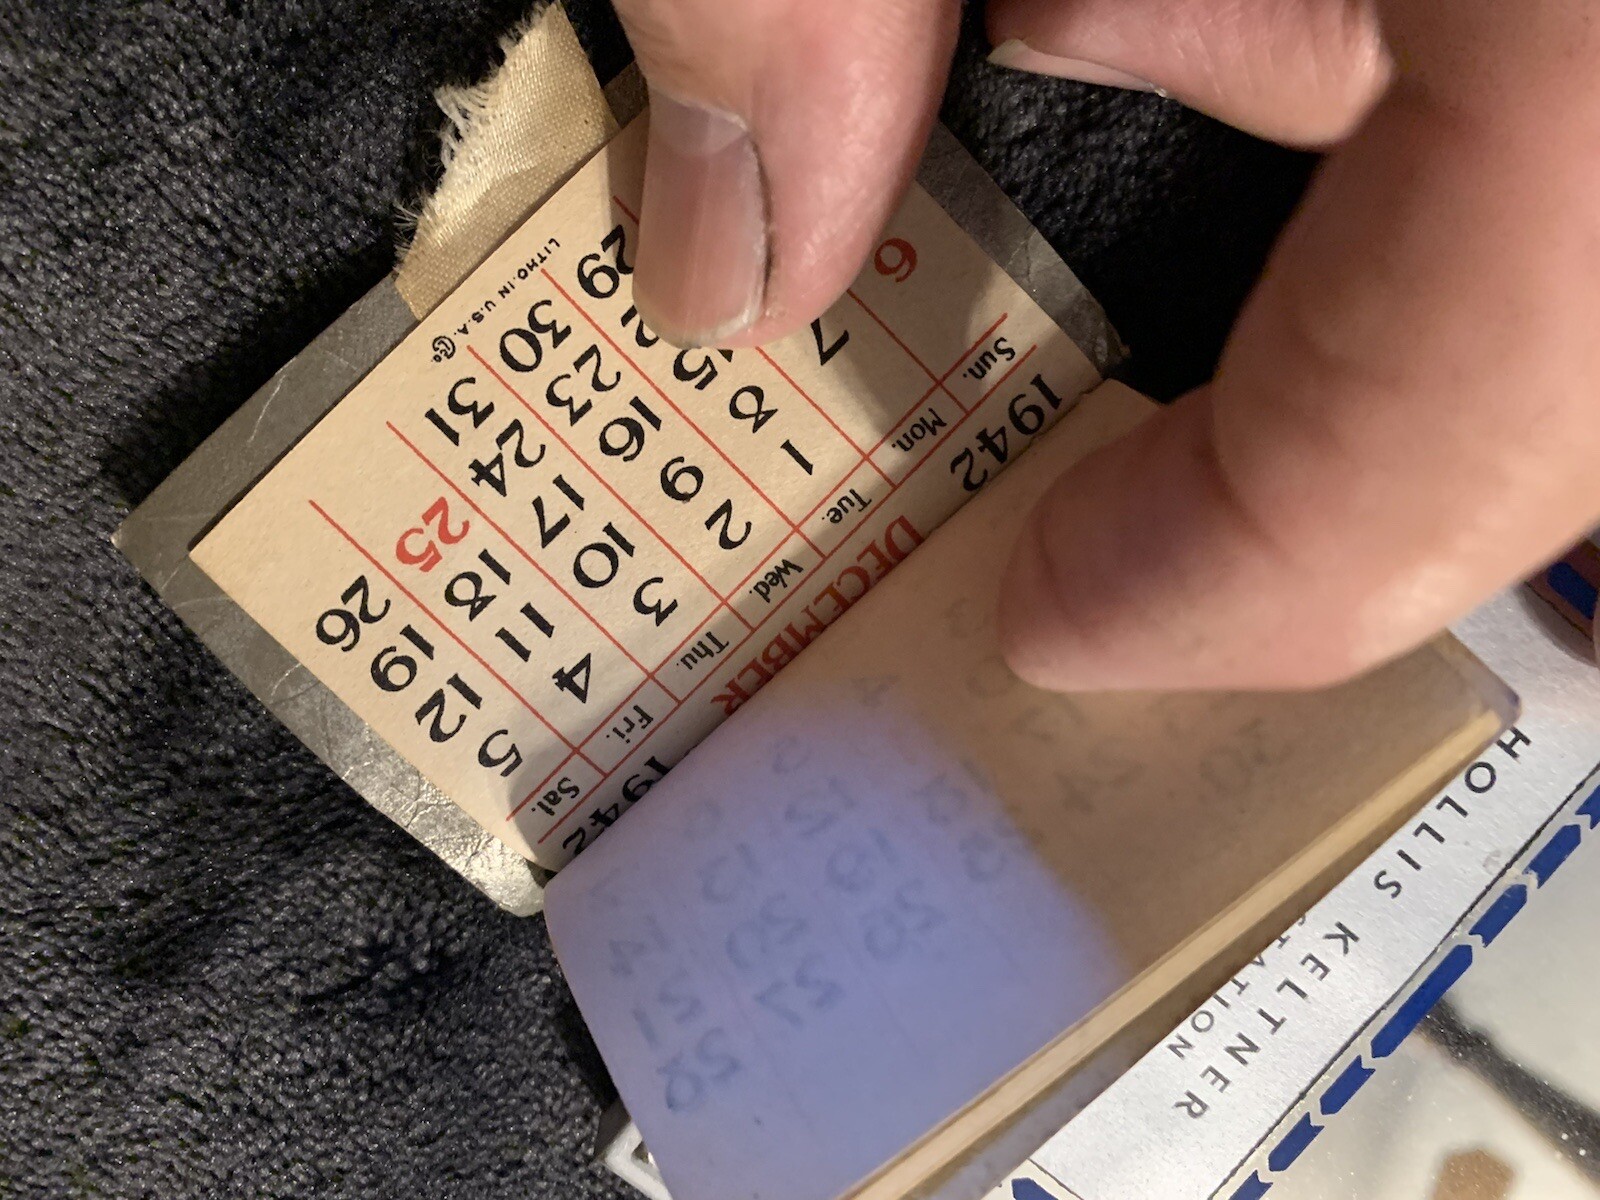 1942 DECEMBER 1942
Sun. Mon. Tue. Wed. Thu. Fri. Sat.
1 2 3 4 5
6 7 8 9 10 11 12
15 16 17 18 19
23 24 25 26
29 30 31
LITHO. IN U.S.A.
HOLLIS KELTNER
STATION